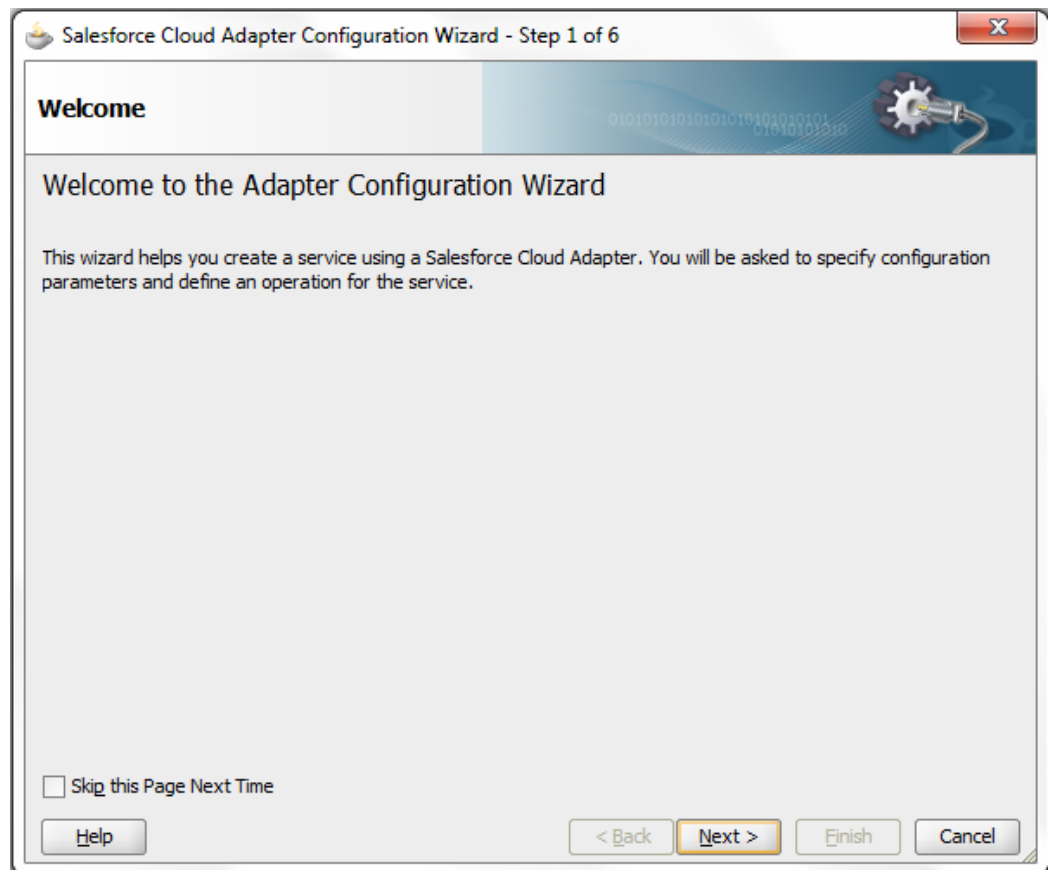 Salesforce Cloud Adapter Configuration Wizard - Step 1 of 6
Welcome
Welcome to the Adapter Configuration Wizard
This wizard helps you create a service using a Salesforce Cloud Adapter. You will be asked to specify configuration
parameters and define an operation for the service.
Skip this Page Next Time
Help
< Back
Next >
Finish
Cancel